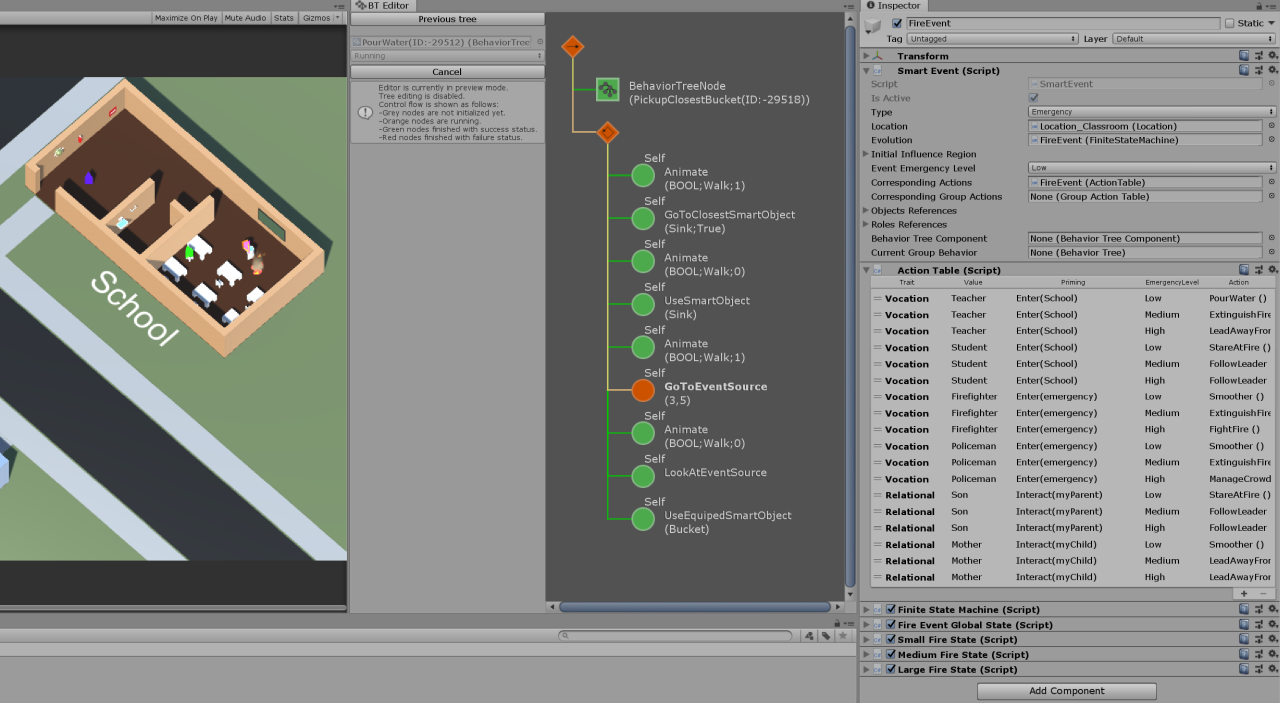 Maximize On Play Mute Audio Stats Gizmos
School
BT Editor
Previous tree
PourWater(ID:-29512) (BehaviorTree
Running
Cancel
Editor is currently in preview mode.
Tree editing is disabled.
Control flow is shown as follows:
-Grey nodes are not initialized yet.
-Orange nodes are running.
-Green nodes finished with success status.
-Red nodes finished with failure status.
BehaviorTreeNode
(PickupClosestBucket(ID:-29518))
Self
Animate
(BOOL;Walk;1)
Self
GoToClosestSmartObject
(Sink;True)
Self
Animate
(BOOL;Walk;0)
Self
UseSmartObject
(Sink)
Self
Animate
(BOOL;Walk;1)
Self
GoToEventSource
(3,5)
Self
Animate
(BOOL;Walk;0)
Self
LookAtEventSource
Self
UseEquipedSmartObject
(Bucket)
Inspector
FireEvent Static
Tag Untagged Layer Default
Transform
Smart Event (Script)
Script SmartEvent
Is Active
Type Emergency
Location Location_Classroom (Location)
Evolution FireEvent (FiniteStateMachine)
Initial Influence Region
Event Emergency Level Low
Corresponding Actions FireEvent (ActionTable)
Corresponding Group Actions None (Group Action Table)
Objects References
Roles References
Behavior Tree Component None (Behavior Tree Component)
Current Group Behavior None (Behavior Tree)
Action Table (Script)
Trait Value Priming EmergencyLevel Action
Vocation Teacher Enter(School) Low PourWater ()
Vocation Teacher Enter(School) Medium ExtinguishFire
Vocation Teacher Enter(School) High LeadAwayFror
Vocation Student Enter(School) Low StareAtFire ()
Vocation Student Enter(School) Medium FollowLeader
Vocation Student Enter(School) High FollowLeader
Vocation Firefighter Enter(emergency) Low Smoother ()
Vocation Firefighter Enter(emergency) Medium ExtinguishFire
Vocation Firefighter Enter(emergency) High FightFire ()
Vocation Policeman Enter(emergency) Low Smoother ()
Vocation Policeman Enter(emergency) Medium ExtinguishFire
Vocation Policeman Enter(emergency) High ManageCrowd
Relational Son Interact(myParent) Low StareAtFire ()
Relational Son Interact(myParent) Medium FollowLeader
Relational Son Interact(myParent) High FollowLeader
Relational Mother Interact(myChild) Low Smoother ()
Relational Mother Interact(myChild) Medium LeadAwayFror
Relational Mother Interact(myChild) High LeadAwayFror
Finite State Machine (Script)
Fire Event Global State (Script)
Small Fire State (Script)
Medium Fire State (Script)
Large Fire State (Script)
Add Component